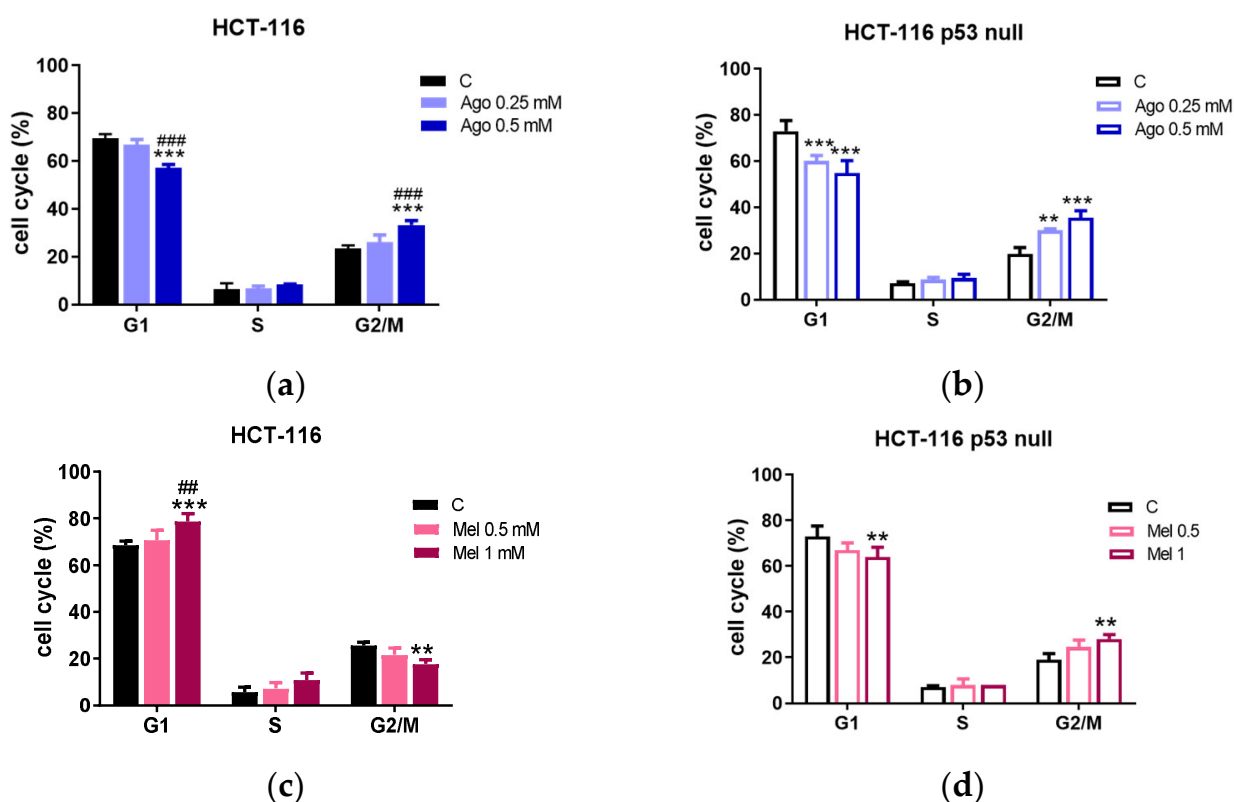 HCT-116
cell cycle (%)
100
80
60
40
20
0
###
***
###
***
G1 S G2/M
C
Ago 0.25 mM
Ago 0.5 mM
(a)
HCT-116 p53 null
cell cycle (%)
100
80
60
40
20
0
*** ***
** ***
G1 S G2/M
C
Ago 0.25 mM
Ago 0.5 mM
(b)
HCT-116
cell cycle (%)
100
80
60
40
20
0
##
***
**
G1 S G2/M
C
Mel 0.5 mM
Mel 1 mM
(c)
HCT-116 p53 null
cell cycle (%)
100
80
60
40
20
0
**
**
G1 S G2/M
C
Mel 0.5
Mel 1
(d)